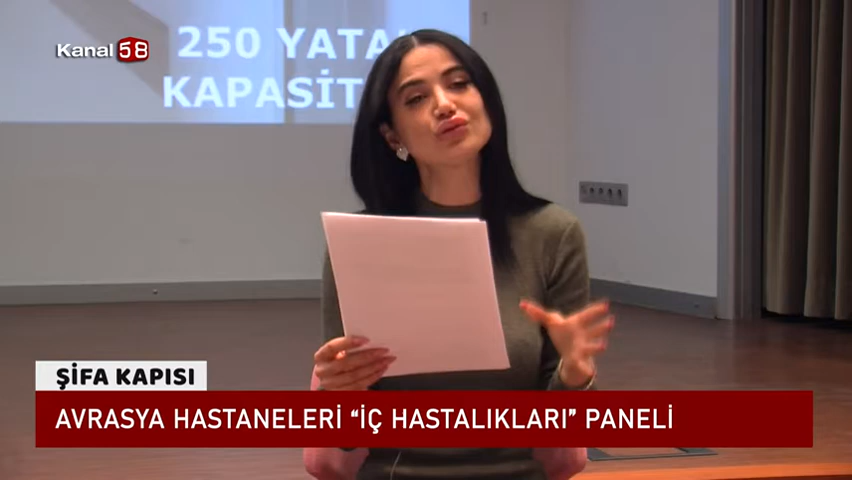 Kanal 58
250 YATA
KAPASİT
ŞİFA KAPISI
AVRASYA HASTANELERİ “İÇ HASTALIKLARI” PANELİ